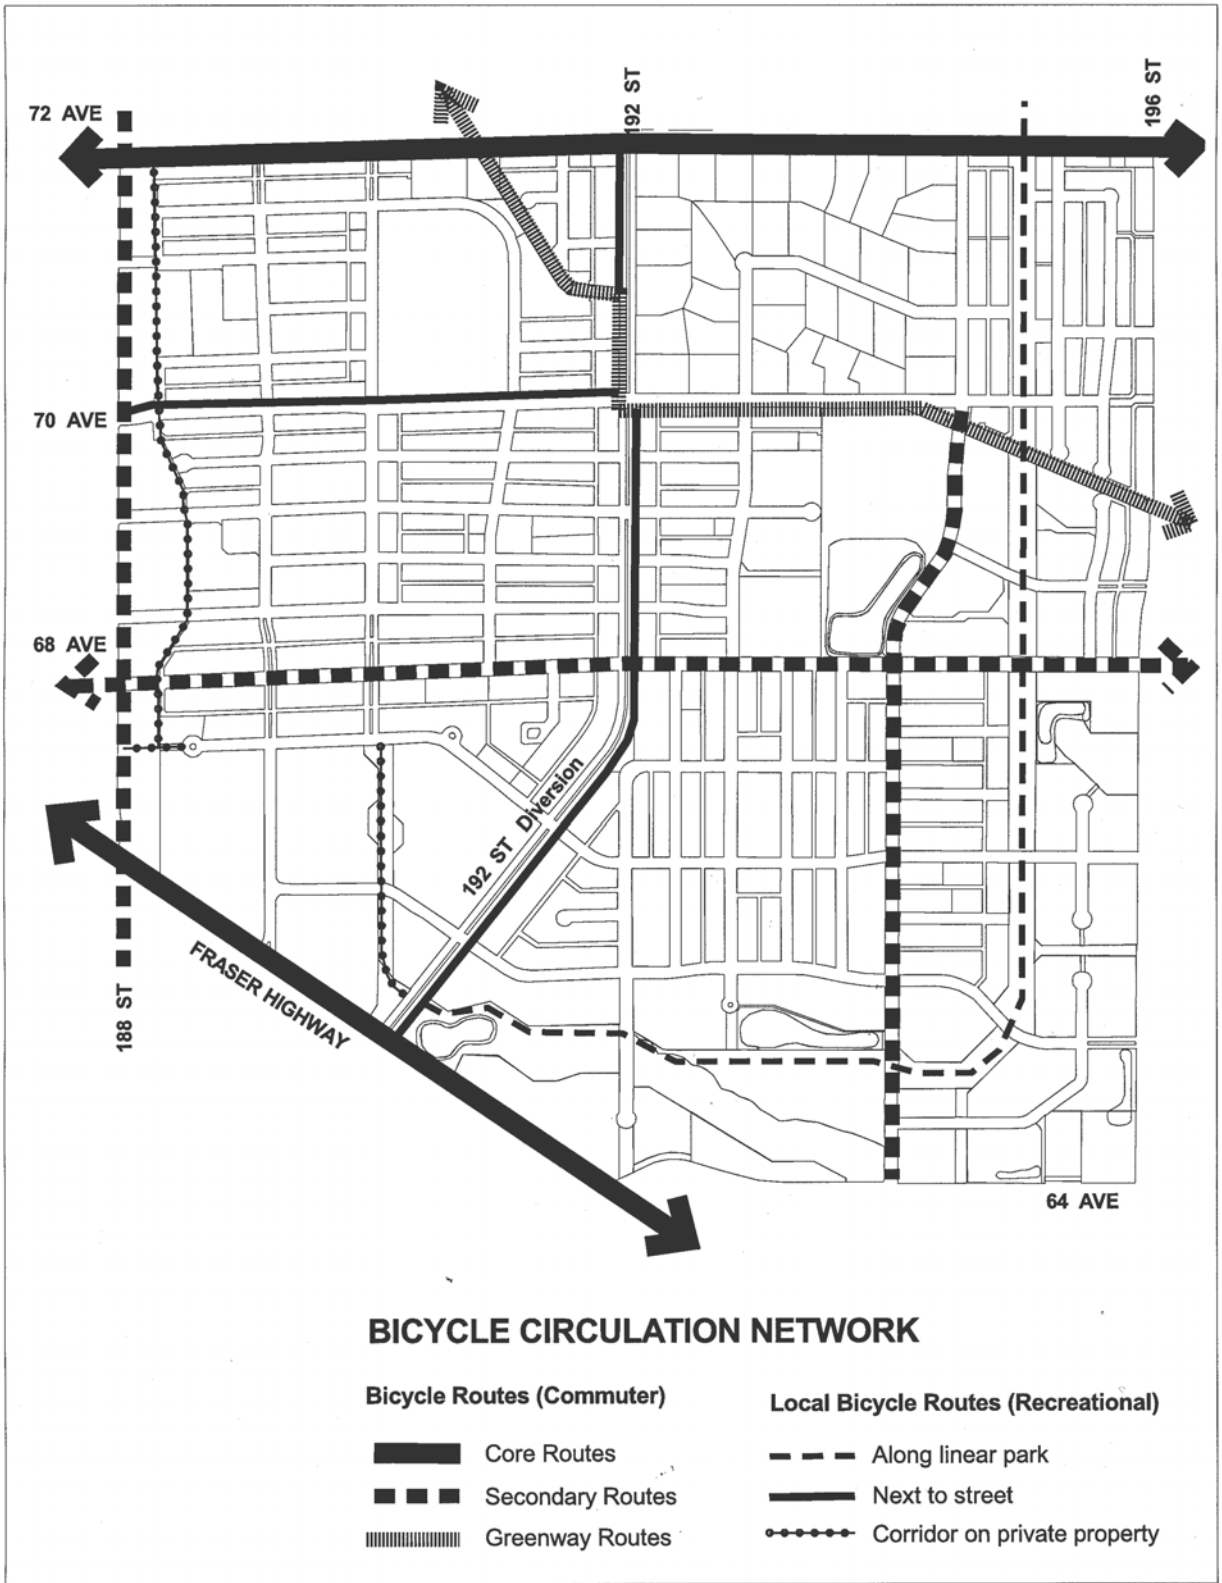 192 ST
196 ST
72 AVE
70 AVE
68 AVE
192 ST Diversion
FRASER HIGHWAY
188 ST
64 AVE
BICYCLE CIRCULATION NETWORK
Bicycle Routes (Commuter)
Core Routes
Secondary Routes
Greenway Routes
Local Bicycle Routes (Recreational)
Along linear park
Next to street
Corridor on private property